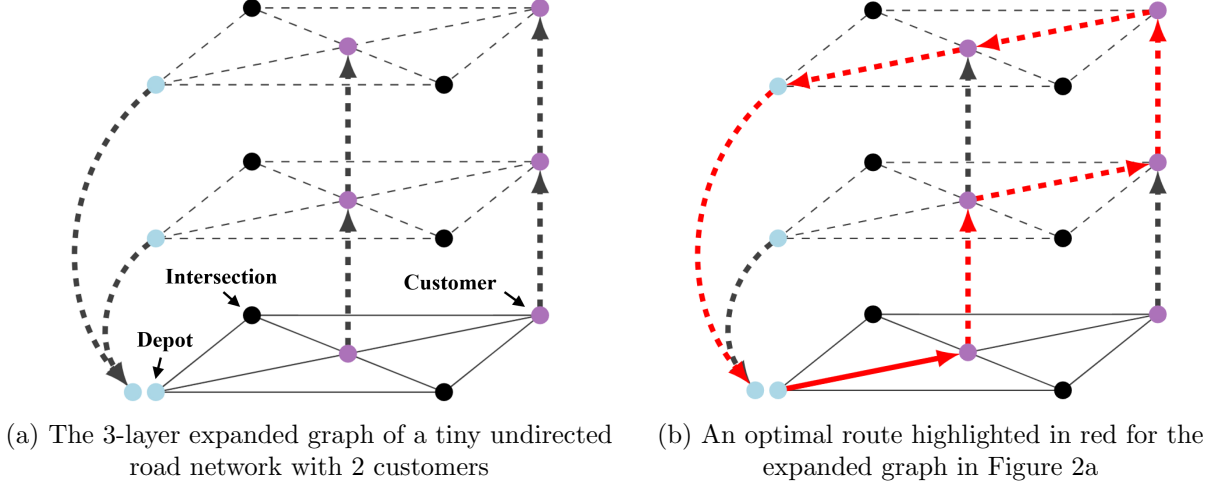 Intersection
Customer
Depot
(a) The 3-layer expanded graph of a tiny undirected
road network with 2 customers
(b) An optimal route highlighted in red for the
expanded graph in Figure 2a